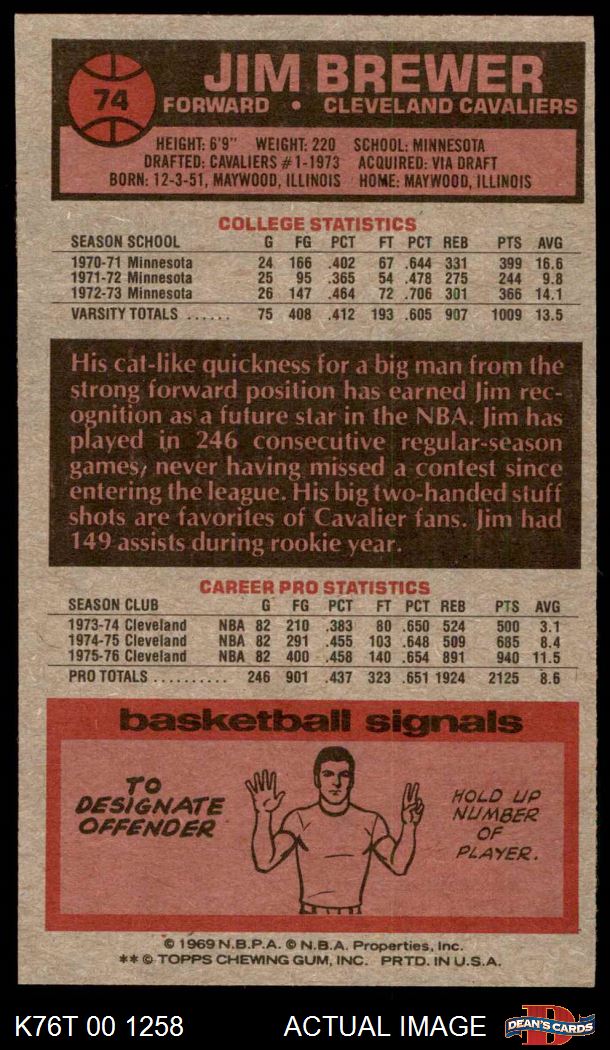 74
JIM BREWER
FORWARD • CLEVELAND CAVALIERS
HEIGHT: 6'9" WEIGHT: 220 SCHOOL: MINNESOTA
DRAFTED: CAVALIERS #1-1973 ACQUIRED: VIA DRAFT
BORN: 12-3-51, MAYWOOD, ILLINOIS HOME: MAYWOOD, ILLINOIS
COLLEGE STATISTICS
SEASON SCHOOL G FG PCT FT PCT REB PTS AVG
1970-71 Minnesota 24 166 .402 67 .644 331 399 16.6
1971-72 Minnesota 25 95 .365 54 .478 275 244 9.8
1972-73 Minnesota 26 147 .464 72 .706 301 366 14.1
VARSITY TOTALS ...... 75 408 .412 193 .605 907 1009 13.5
His cat-like quickness for a big man from the
strong forward position has earned Jim rec-
ognition as a future star in the NBA. Jim has
played in 246 consecutive regular-season
games, never having missed a contest since
entering the league. His big two-handed stuff
shots are favorites of Cavalier fans. Jim had
149 assists during rookie year.
CAREER PRO STATISTICS
SEASON CLUB G FG PCT FT PCT REB PTS AVG
1973-74 Cleveland NBA 82 210 .383 80 .650 524 500 3.1
1974-75 Cleveland NBA 82 291 .455 103 .648 509 685 8.4
1975-76 Cleveland NBA 82 400 .458 140 .654 891 940 11.5
PRO TOTALS .......... 246 901 .437 323 .651 1924 2125 8.6
basketball signals
TO
DESIGNATE
OFFENDER
HOLD UP
NUMBER
OF
PLAYER.
© 1969 N.B.P.A. © N.B.A. Properties, Inc.
** © TOPPS CHEWING GUM, INC. PRTD. IN U.S.A.
K76T 00 1258 ACTUAL IMAGE
D
DEAN'S CARDS